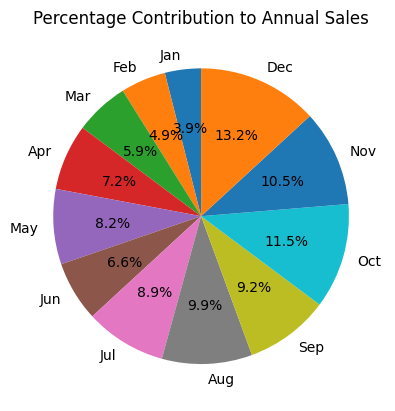 Percentage Contribution to Annual Sales
Jan
3.9%
Feb
4.9%
Mar
5.9%
Apr
7.2%
May
8.2%
Jun
6.6%
Jul
8.9%
Aug
9.9%
Sep
9.2%
Oct
11.5%
Nov
10.5%
Dec
13.2%